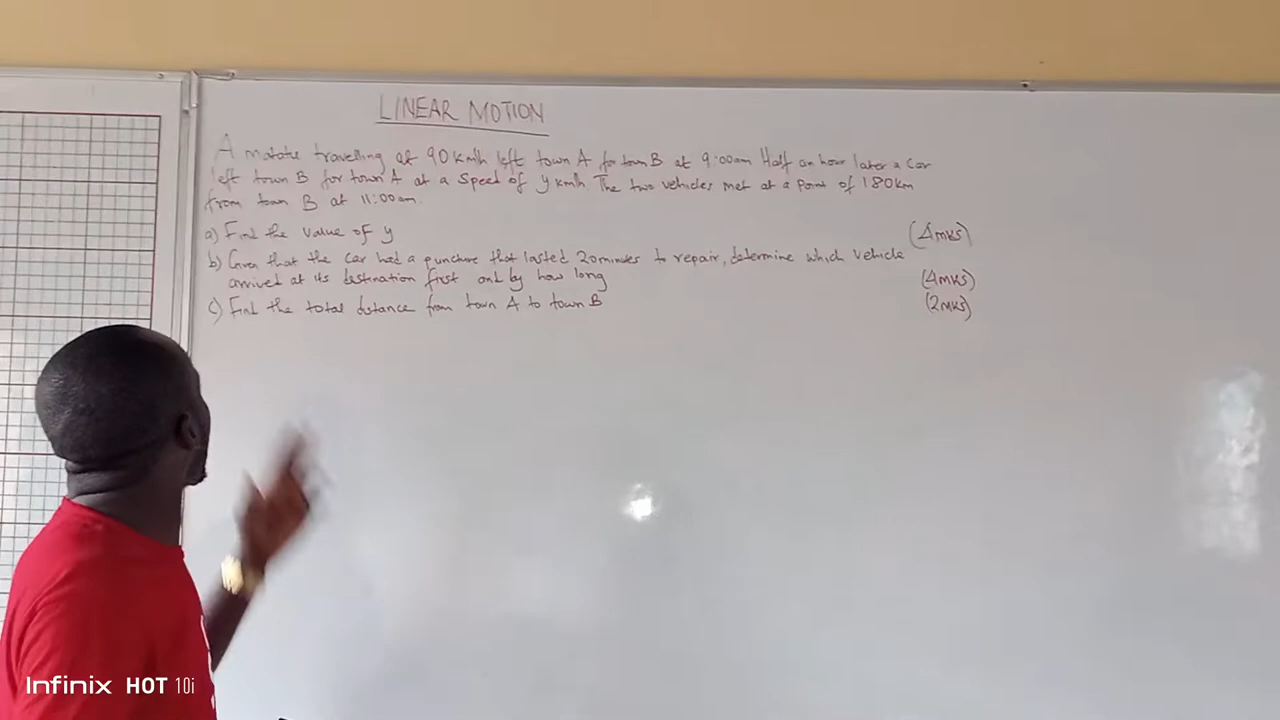 LINEAR MOTION
A matatu travelling at 90km/h left town A for town B at 9:00am Half an hour later a car
left town B for town A at a speed of y km/h. The two vehicles met at a point of 180km
from town B at 11:00am.
a) Find the value of y (4mks)
b) Given that the car had a puncture that lasted 20minutes to repair, determine which vehicle
arrived at its destination first and by how long (4mks)
c) Find the total distance from town A to town B (2mks)
Infinix HOT 10i